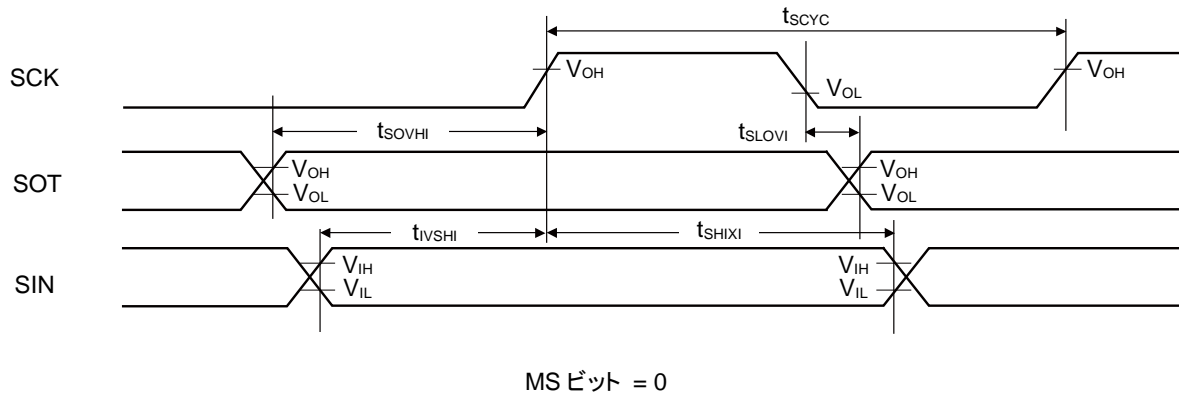 tSCYC
SCK
VOH
VOL
VOH
tSOVHI
tSLOVI
SOT
VOH
VOL
VOH
VOL
tIVSHI
tSHIXI
SIN
VIH
VIL
VIH
VIL
MS ビット = 0